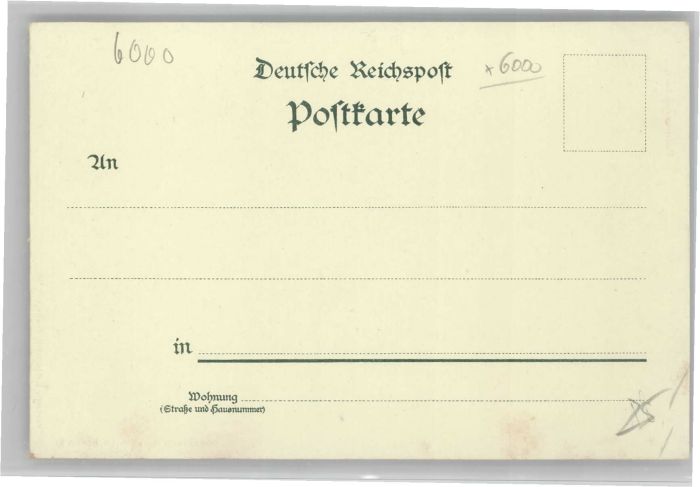 6000
Deutſche Reichspoſt
x 6000
Poſtkarte
An
in
Wohnung
(Straße und Hausnummer)